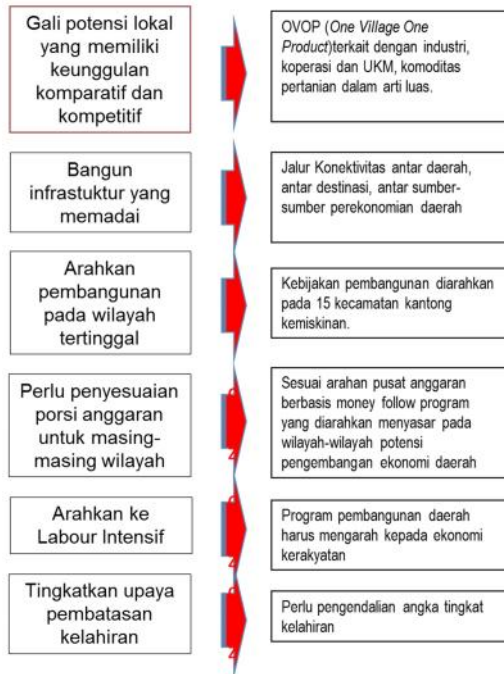 Gali potensi lokal
yang memiliki
keunggulan
komparatif dan
kompetitif
OVOP (One Village One
Product)terkait dengan industri,
koperasi dan UKM, komoditas
pertanian dalam arti luas.
Bangun
infrastuktur yang
memadai
Jalur Konektivitas antar daerah,
antar destinasi, antar sumber-
sumber perekonomian daerah
Arahkan
pembangunan
pada wilayah
tertinggal
Kebijakan pembangunan diarahkan
pada 15 kecamatan kantong
kemiskinan.
Perlu penyesuaian
porsi anggaran
untuk masing-
masing wilayah
Sesuai arahan pusat anggaran
berbasis money follow program
yang diarahkan menyasar pada
wilayah-wilayah potensi
pengembangan ekonomi daerah
Arahkan ke
Labour Intensif
Program pembangunan daerah
harus mengarah kepada ekonomi
kerakyatan
Tingkatkan upaya
pembatasan
kelahiran
Perlu pengendalian angka tingkat
kelahiran